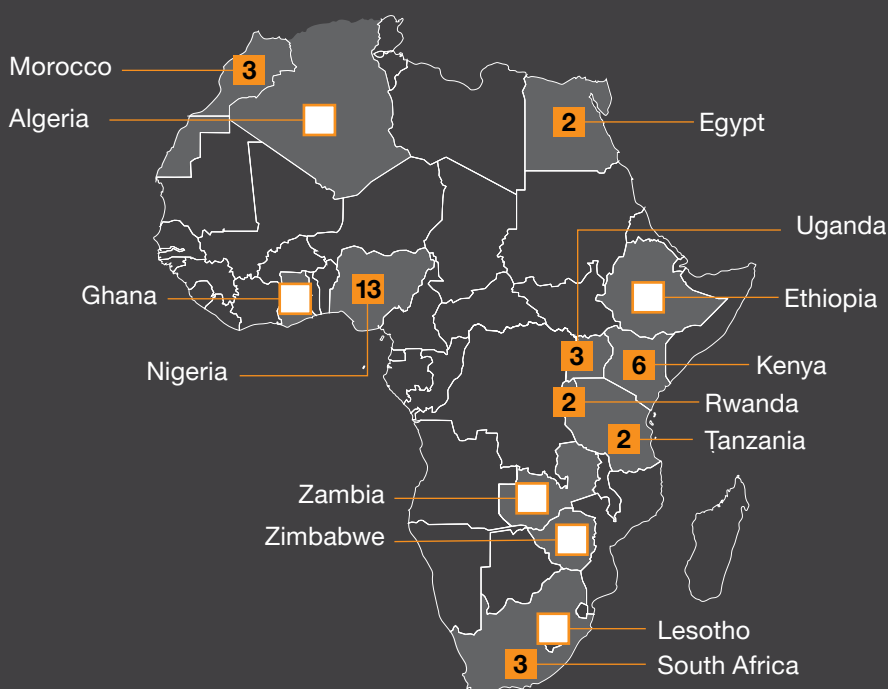 Morocco
3
Algeria
2
Egypt
Uganda
Ghana
13
Ethiopia
Nigeria
3
6
Kenya
2
Rwanda
2
Tanzania
Zambia
Zimbabwe
Lesotho
3
South Africa